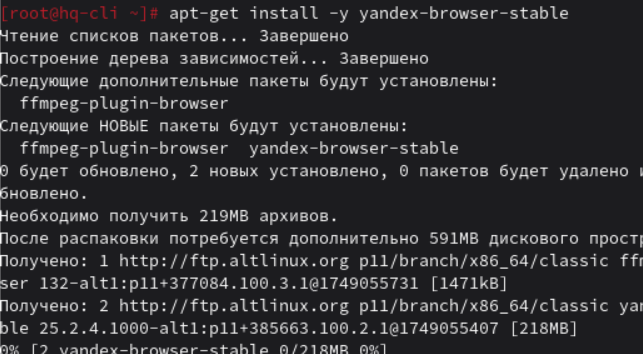 [root@hq-cli ~]# apt-get install -y yandex-browser-stable
Чтение списков пакетов... Завершено
Построение дерева зависимостей... Завершено
Следующие дополнительные пакеты будут установлены:
ffmpeg-plugin-browser
Следующие НОВЫЕ пакеты будут установлены:
ffmpeg-plugin-browser yandex-browser-stable
0 будет обновлено, 2 новых установлено, 0 пакетов будет удалено и
бновлено.
Необходимо получить 219MB архивов.
После распаковки потребуется дополнительно 591MB дискового простр
Получено: 1 http://ftp.altlinux.org p11/branch/x86_64/classic ffm
ser 132-alt1:p11+377084.100.3.1@1749055731 [1471kB]
Получено: 2 http://ftp.altlinux.org p11/branch/x86_64/classic yan
ble 25.2.4.1000-alt1:p11+385663.100.2.1@1749055407 [218MB]
0% [2 yandex-browser-stable 0/218MB 0%]